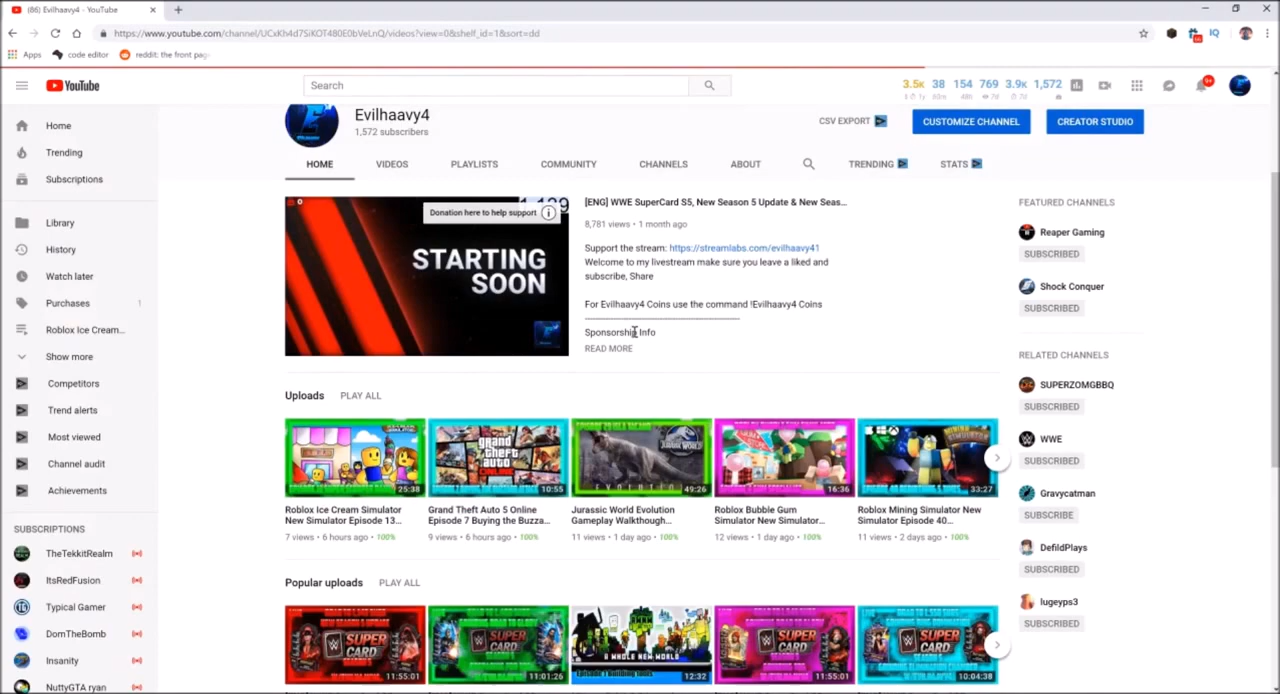 (86) Evilhaavy4 - YouTube
https://www.youtube.com/channel/UCxKh4d7SiKOT480E0bVeLnQ/videos?view=0&shelf_id=1&sort=dd
Apps code editor reddit: the front pag
YouTube
Search
3.5K 38 154 769 3.9K 1,572
9+
Home
Trending
Subscriptions
Library
History
Watch later
Purchases 1
Roblox Ice Cream...
Show more
Competitors
Trend alerts
Most viewed
Channel audit
Achievements
SUBSCRIPTIONS
TheTekkitRealm
ItsRedFusion
Typical Gamer
DomTheBomb
Insanity
NuttyGTA ryan
Evilhaavy4
1,572 subscribers
CSV EXPORT
CUSTOMIZE CHANNEL
CREATOR STUDIO
HOME VIDEOS PLAYLISTS COMMUNITY CHANNELS ABOUT TRENDING STATS
Donation here to help support
STARTING
SOON
[ENG] WWE SuperCard S5, New Season 5 Update & New Seas...
8,781 views • 1 month ago
Support the stream: https://streamlabs.com/evilhaavy41
Welcome to my livestream make sure you leave a liked and
subscribe, Share
For Evilhaavy4 Coins use the command !Evilhaavy4 Coins
Sponsorship Info
READ MORE
Uploads PLAY ALL
25:38
10:55
49:26
16:36
33:27
Roblox Ice Cream Simulator
New Simulator Episode 13...
7 views • 6 hours ago • 100%
Grand Theft Auto 5 Online
Episode 7 Buying the Buzza...
9 views • 6 hours ago • 100%
Jurassic World Evolution
Gameplay Walkthough...
11 views • 1 day ago • 100%
Roblox Bubble Gum
Simulator New Simulator...
12 views • 1 day ago • 100%
Roblox Mining Simulator New
Simulator Episode 40...
11 views • 2 days ago • 100%
Popular uploads PLAY ALL
SUPER
CARD
11:55:01
SUPER
CARD
11:01:26
A WHOLE NEW WORLD
12:32
SUPER
CARD
11:55:01
SUPER
CARD
10:04:38
FEATURED CHANNELS
Reaper Gaming
SUBSCRIBED
Shock Conquer
SUBSCRIBED
RELATED CHANNELS
SUPERZOMGBBQ
SUBSCRIBED
WWE
SUBSCRIBED
Gravycatman
SUBSCRIBE
DefildPlays
SUBSCRIBED
lugeyps3
SUBSCRIBED